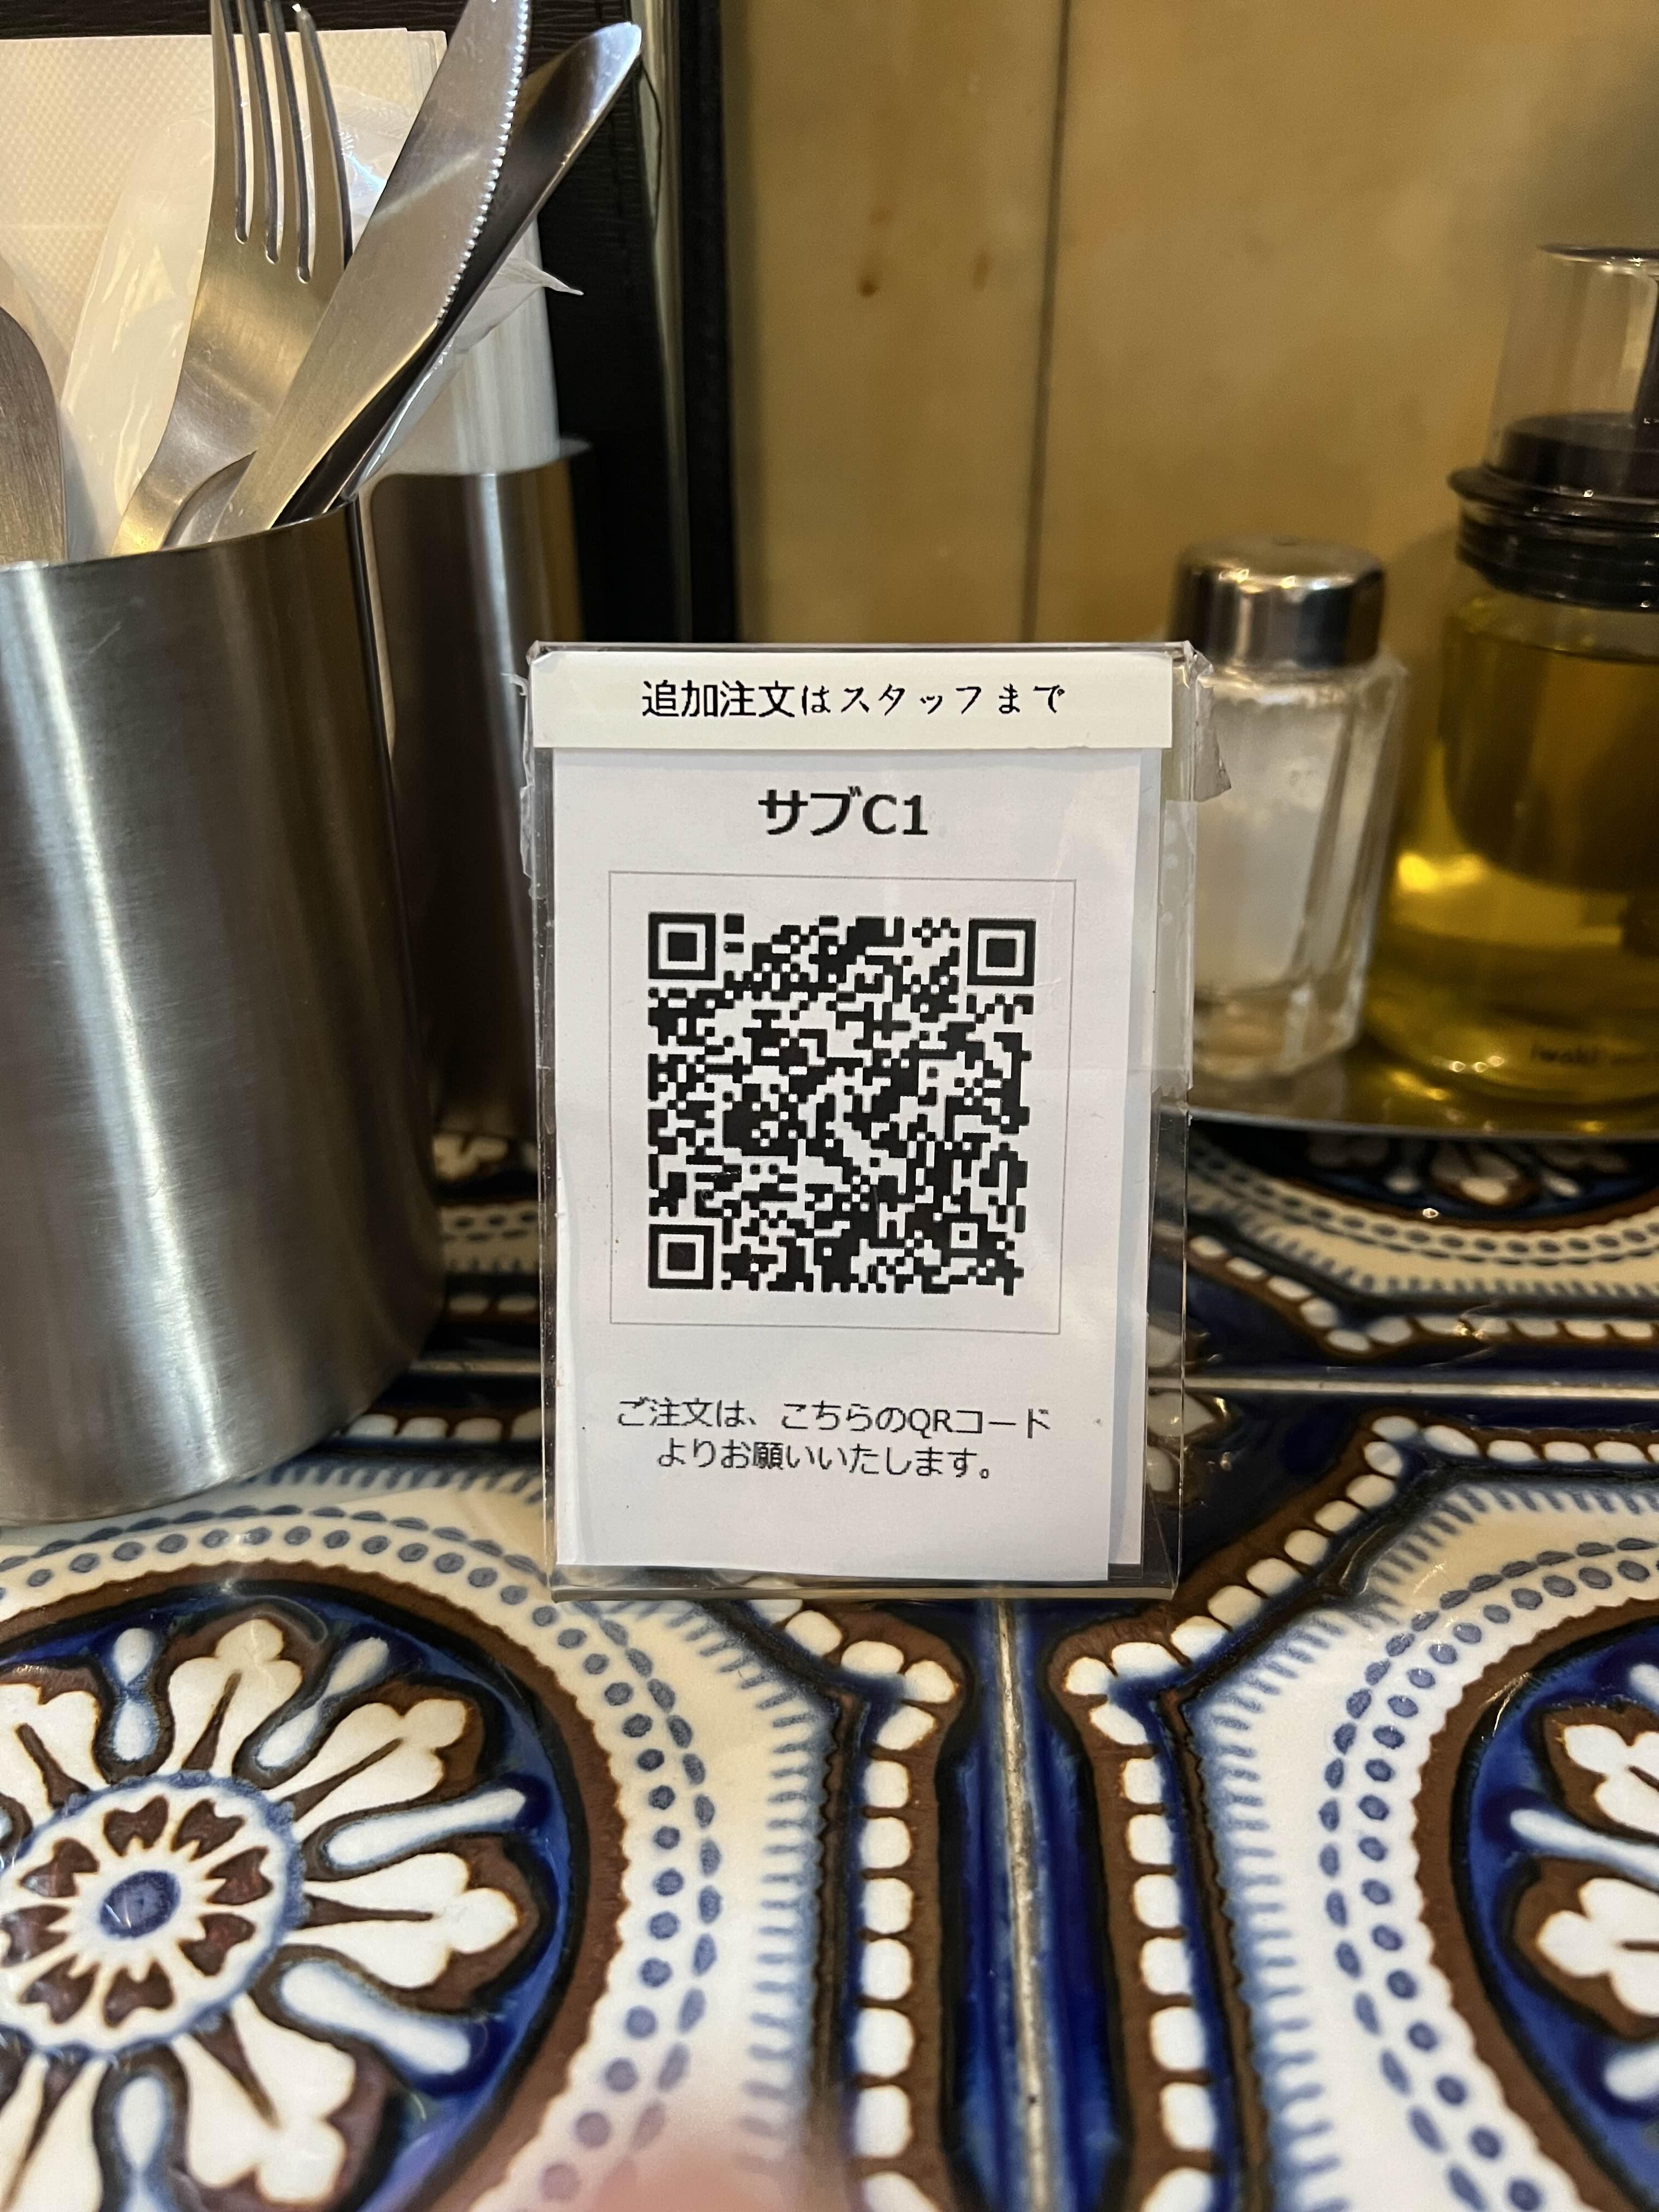 追加注文はスタッフまで
サブC1
ご注文は、こちらのQRコード
よりお願いいたします。
iwaki